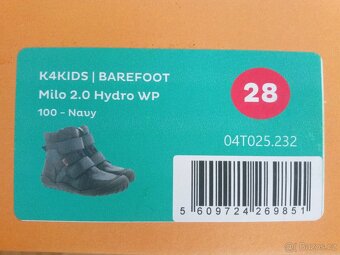 K4KIDS | BAREFOOT
Milo 2.0 Hydro WP
100 - Navy
28
04T025.232
5 609724 269851